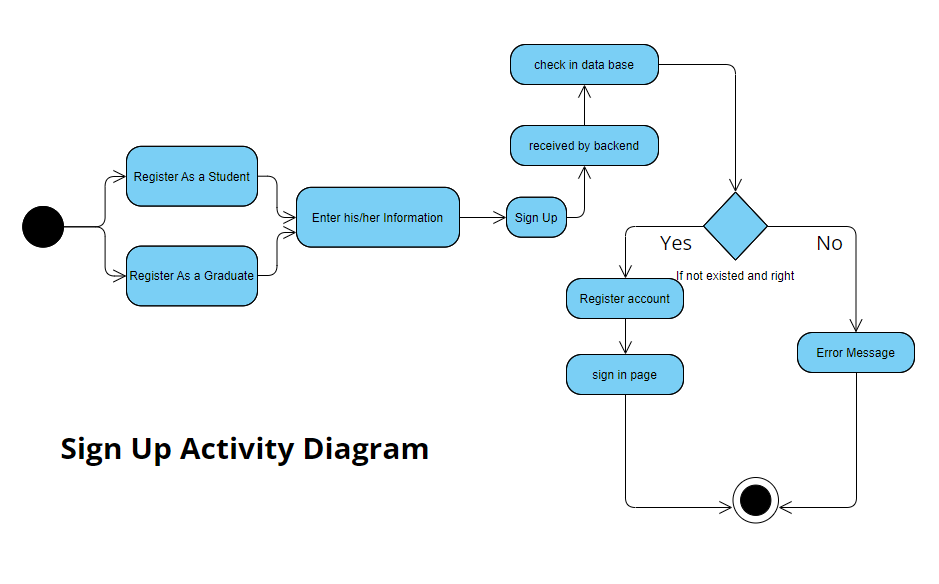 check in data base
received by backend
Register As a Student
Enter his/her Information
Sign Up
Register As a Graduate
Yes
No
If not existed and right
Register account
Error Message
sign in page
Sign Up Activity Diagram